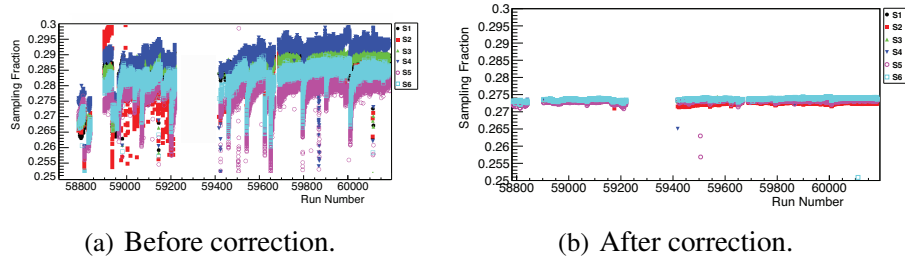 Sampling Fraction
0.3
0.295
0.29
0.285
0.28
0.275
0.27
0.265
0.26
0.255
0.25
58800 59000 59200 59400 59600 59800 60000
Run Number
S1
S2
S3
S4
S5
S6
(a) Before correction.
Sampling Fraction
0.3
0.295
0.29
0.285
0.28
0.275
0.27
0.265
0.26
0.255
0.25
58800 59000 59200 59400 59600 59800 60000
Run Number
S1
S2
S3
S4
S5
S6
(b) After correction.